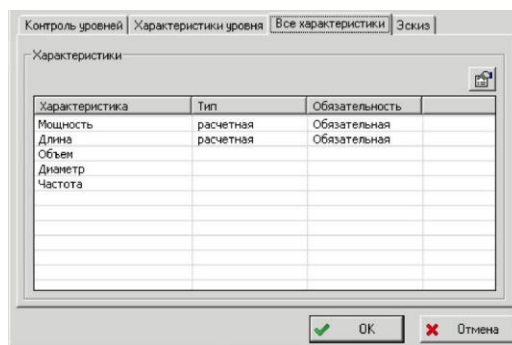 Контроль уровней Характеристики уровня Все характеристики Эскиз
Характеристики
Характеристика Тип Обязательность
Мощность расчетная Обязательная
Длина расчетная Обязательная
Объем
Диаметр
Частота
OK Отмена